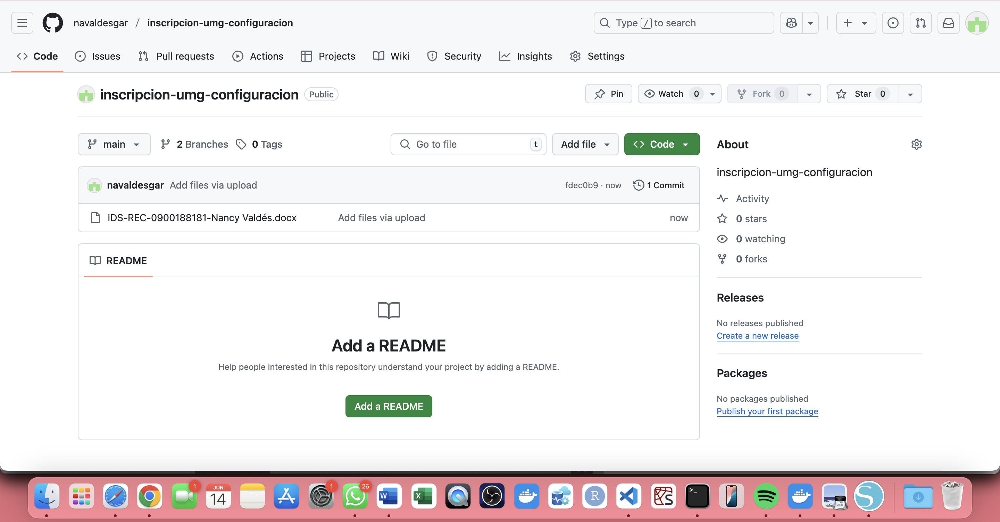 navaldesgar / inscripcion-umg-configuracion
Type / to search
Code Issues Pull requests Actions Projects Wiki Security Insights Settings
inscripcion-umg-configuracion Public
Pin Watch 0 Fork 0 Star 0
main 2 Branches 0 Tags Go to file t Add file Code
navaldesgar Add files via upload fdec0b9 · now 1 Commit
IDS-REC-0900188181-Nancy Valdés.docx Add files via upload now
README
Add a README
Help people interested in this repository understand your project by adding a README.
Add a README
About
inscripcion-umg-configuracion
Activity
0 stars
0 watching
0 forks
Releases
No releases published
Create a new release
Packages
No packages published
Publish your first package
1 JUN 14 1 26 W X R S >_ S